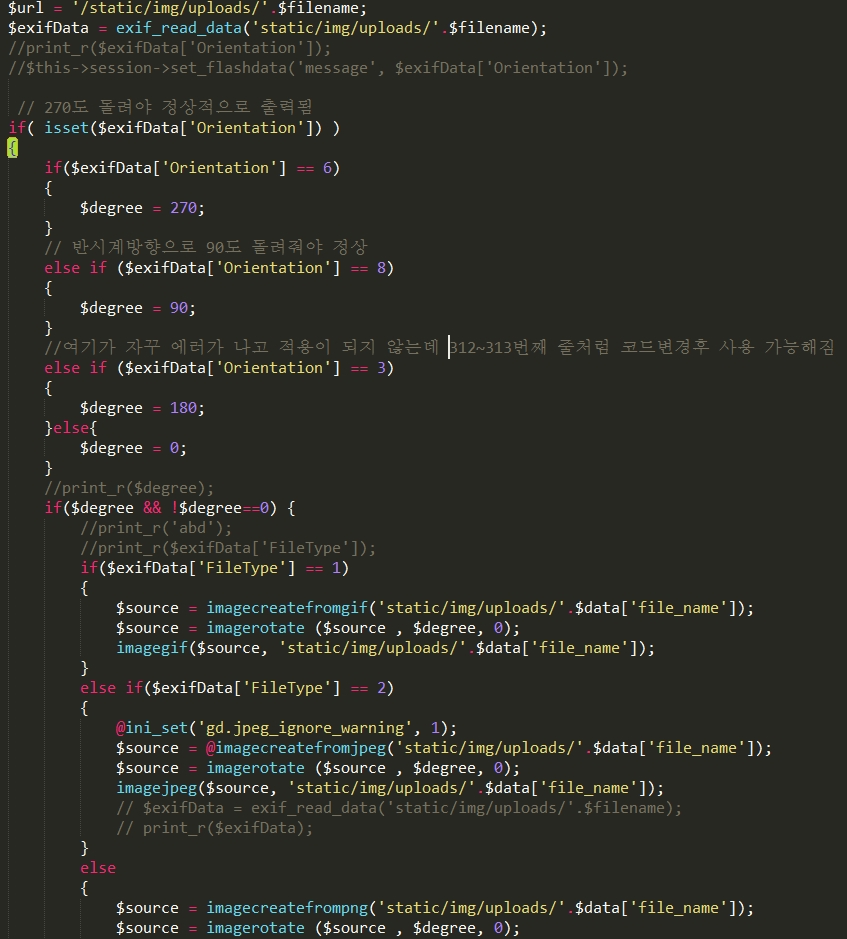 $url = '/static/img/uploads/'.$filename;
$exifData = exif_read_data('static/img/uploads/'.$filename);
//print_r($exifData['Orientation']);
//$this->session->set_flashdata('message', $exifData['Orientation']);
// 270도 돌려야 정상적으로 출력됨
if( isset($exifData['Orientation']) )
{
if($exifData['Orientation'] == 6)
{
$degree = 270;
}
// 반시계방향으로 90도 돌려줘야 정상
else if ($exifData['Orientation'] == 8)
{
$degree = 90;
}
//여기가 자꾸 에러가 나고 적용이 되지 않는데 312~313번째 줄처럼 코드변경후 사용 가능해짐
else if ($exifData['Orientation'] == 3)
{
$degree = 180;
}else{
$degree = 0;
}
//print_r($degree);
if($degree && !$degree==0) {
//print_r('abd');
//print_r($exifData['FileType']);
if($exifData['FileType'] == 1)
{
$source = imagecreatefromgif('static/img/uploads/'.$data['file_name']);
$source = imagerotate ($source , $degree, 0);
imagegif($source, 'static/img/uploads/'.$data['file_name']);
}
else if($exifData['FileType'] == 2)
{
@ini_set('gd.jpeg_ignore_warning', 1);
$source = @imagecreatefromjpeg('static/img/uploads/'.$data['file_name']);
$source = imagerotate ($source , $degree, 0);
imagejpeg($source, 'static/img/uploads/'.$data['file_name']);
// $exifData = exif_read_data('static/img/uploads/'.$filename);
// print_r($exifData);
}
else
{
$source = imagecreatefrompng('static/img/uploads/'.$data['file_name']);
$source = imagerotate ($source , $degree, 0);